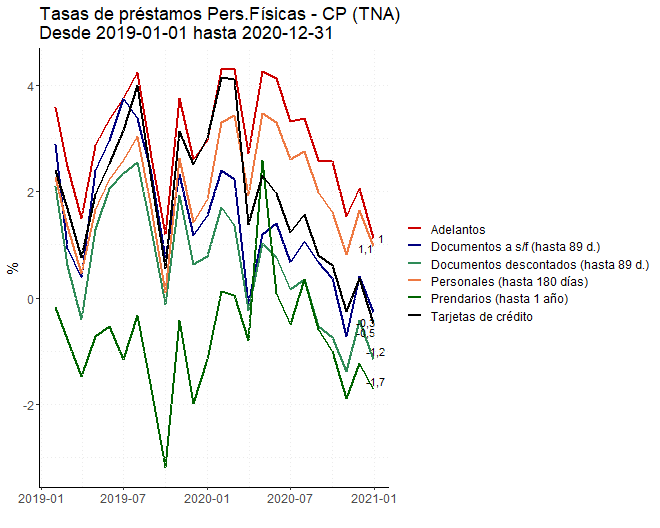 Tasas de préstamos Pers.Físicas - CP (TNA)
Desde 2019-01-01 hasta 2020-12-31
%
4
2
0
-2
2019-01
2019-07
2020-01
2020-07
2021-01
1
1,1
-0,3
-0,5
-1,2
-1,7
Adelantos
Documentos a s/f (hasta 89 d.)
Documentos descontados (hasta 89 d.)
Personales (hasta 180 días)
Prendarios (hasta 1 año)
Tarjetas de crédito